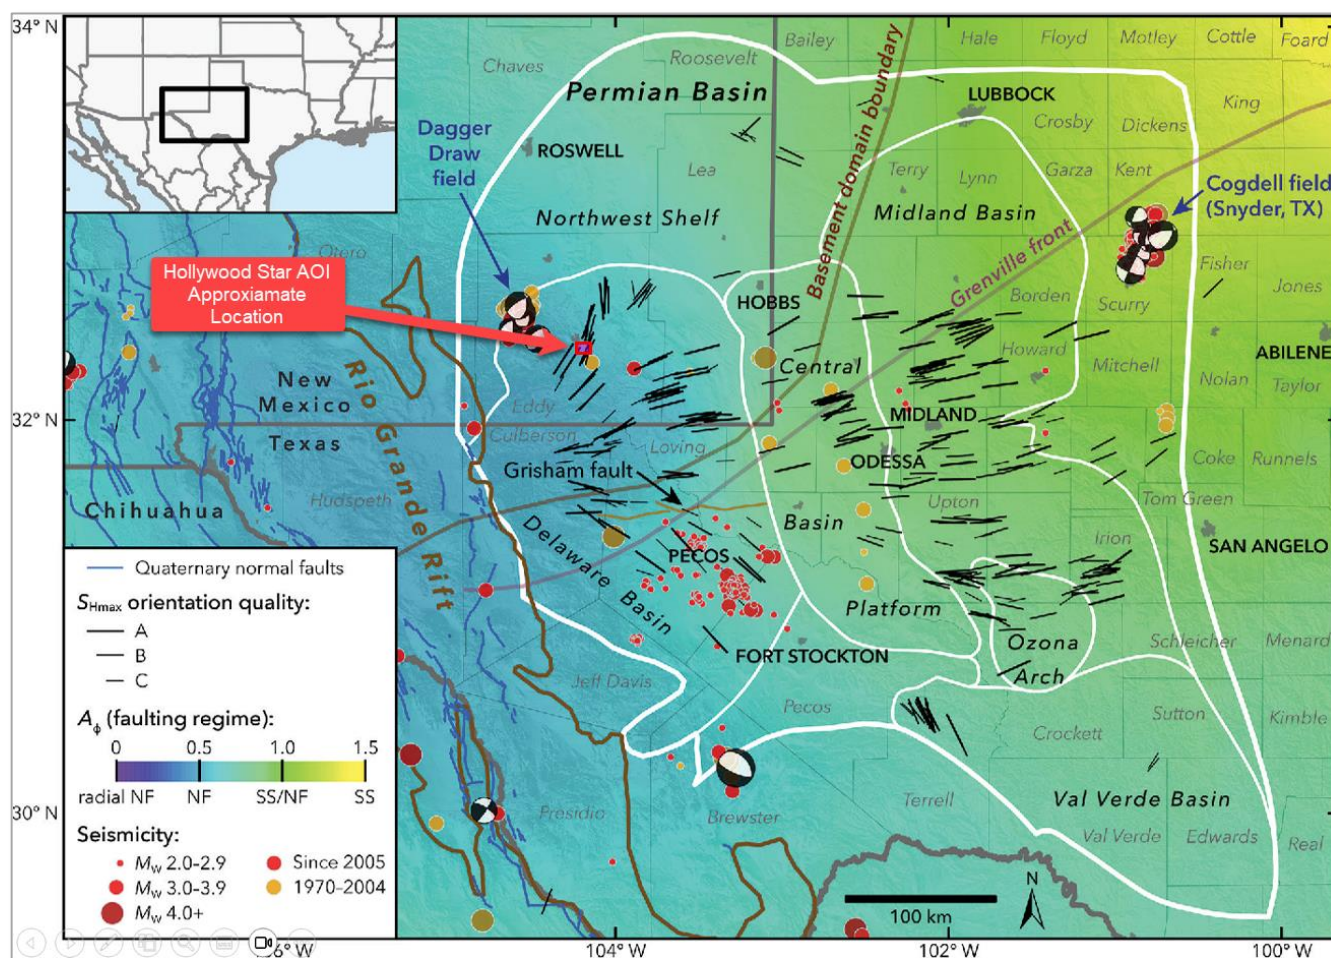 34° N
32° N
30° N
106° W
104° W
102° W
100° W
Chaves
Roosevelt
Bailey
Hale
Floyd
Motley
Cottle
Foard
Permian Basin
LUBBOCK
King
Crosby
Dickens
Dagger
Draw
field
ROSWELL
Basement domain boundary
Lea
Terry
Lynn
Garza
Kent
Cogdell field
(Snyder, TX)
Northwest Shelf
Midland Basin
Otero
Grenville front
Hollywood Star AOI
Approxiamate
Location
HOBBS
Borden
Scurry
Fisher
Jones
Central
Howard
Mitchell
ABILENE
Nolan
Taylor
New
Mexico
Texas
Rio Grande Rift
Eddy
Culberson
Loving
MIDLAND
ODESSA
Grisham fault
Coke
Runnels
Hudspeth
Upton
Tom Green
Chihuahua
Delaware Basin
PECOS
Basin
Irion
SAN ANGELO
Platform
Ozona
Arch
Schleicher
Menard
FORT STOCKTON
Jeff Davis
Pecos
Crockett
Sutton
Kimble
Presidio
Brewster
Terrell
Val Verde Basin
Val Verde
Edwards
Real
Quaternary normal faults
SHmax orientation quality:
A
B
C
Aϕ (faulting regime):
0 0.5 1.0 1.5
radial NF NF SS/NF SS
Seismicity:
Mw 2.0-2.9
Since 2005
Mw 3.0-3.9
1970–2004
Mw 4.0+
100 km
N